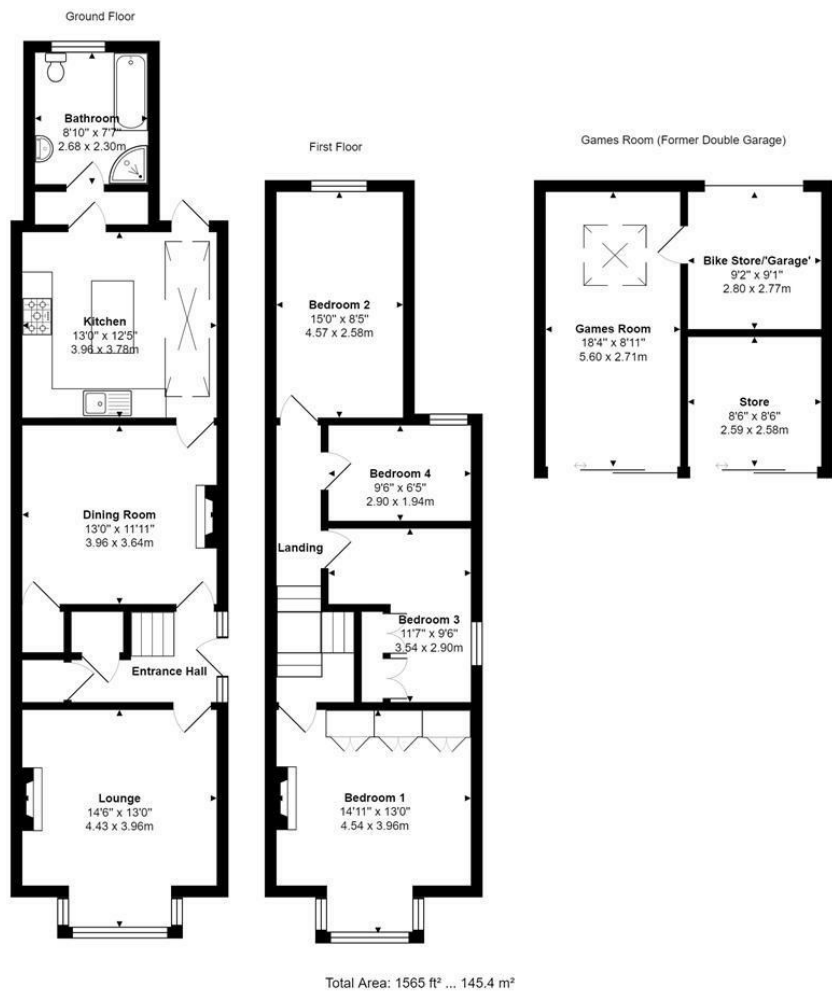 Ground Floor
Bathroom
8'10" x 7'7"
2.68 x 2.30m
Kitchen
13'0" x 12'5"
3.96 x 3.78m
Dining Room
13'0" x 11'11"
3.96 x 3.64m
Entrance Hall
Lounge
14'6" x 13'0"
4.43 x 3.96m
First Floor
Bedroom 2
15'0" x 8'5"
4.57 x 2.58m
Bedroom 4
9'6" x 6'5"
2.90 x 1.94m
Landing
Bedroom 3
11'7" x 9'6"
3.54 x 2.90m
Bedroom 1
14'11" x 13'0"
4.54 x 3.96m
Games Room (Former Double Garage)
Bike Store/'Garage'
9'2" x 9'1"
2.80 x 2.77m
Games Room
18'4" x 8'11"
5.60 x 2.71m
Store
8'6" x 8'6"
2.59 x 2.58m
Total Area: 1565 ft² ... 145.4 m²